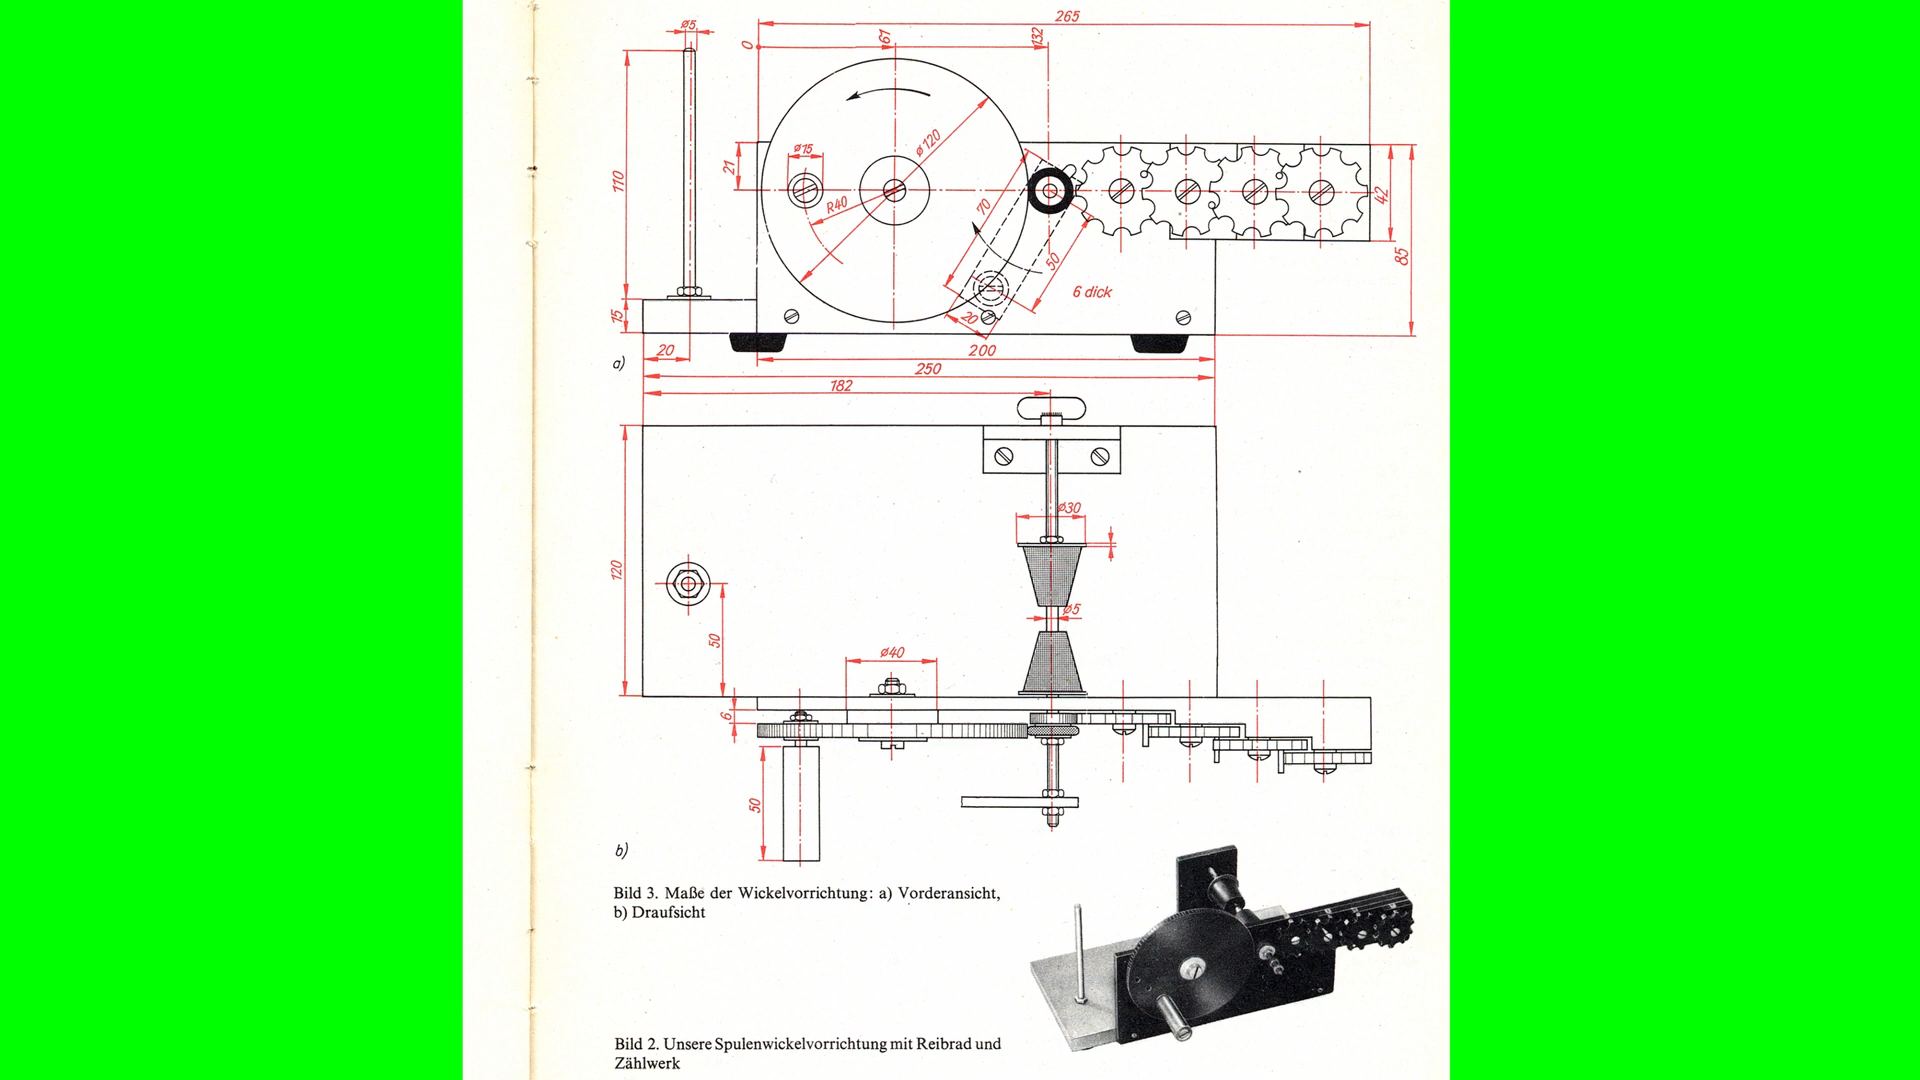 265
ø5
0
61
132
ø120
ø15
21
110
R40
70
42
50
85
6 dick
15
20
20
200
a)
250
182
ø30
120
ø5
50
ø40
6
50
b)
Bild 3. Maße der Wickelvorrichtung: a) Vorderansicht,
b) Draufsicht
Bild 2. Unsere Spulenwickelvorrichtung mit Reibrad und
Zählwerk